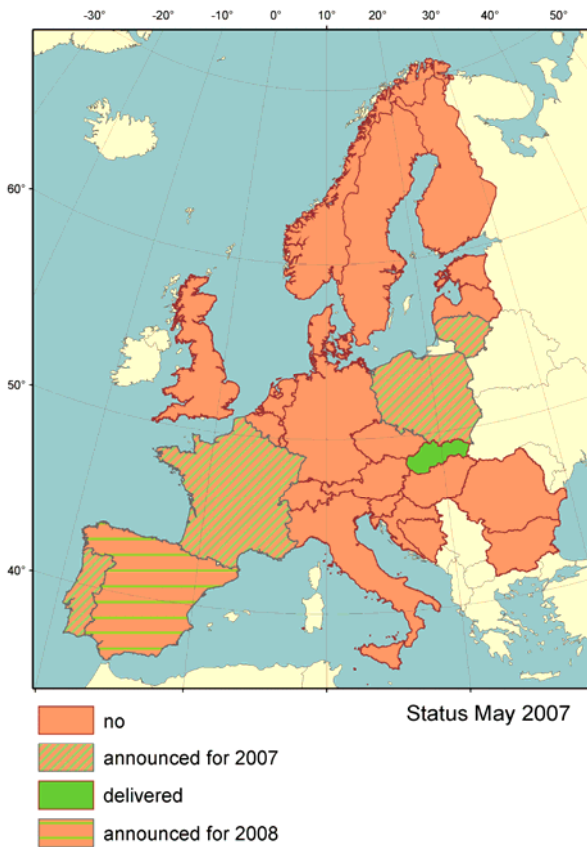 -30° -20° -10° 0° 10° 20° 30° 40° 50°
60°
50°
40°
Status May 2007
no
announced for 2007
delivered
announced for 2008